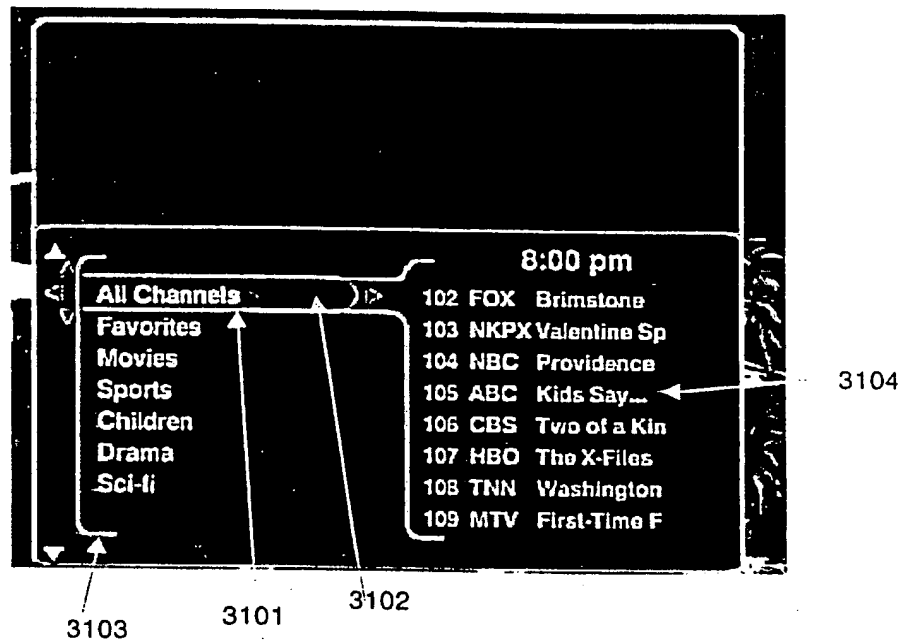 8:00 pm
All Channels
Favorites
Movies
Sports
Children
Drama
Sci-fi
102 FOX Brimstone
103 NKPX Valentine Sp
104 NBC Providence
105 ABC Kids Say...
106 CBS Two of a Kin
107 HBO The X-Files
108 TNN Washington
109 MTV First-Time F
3104
3103
3101
3102